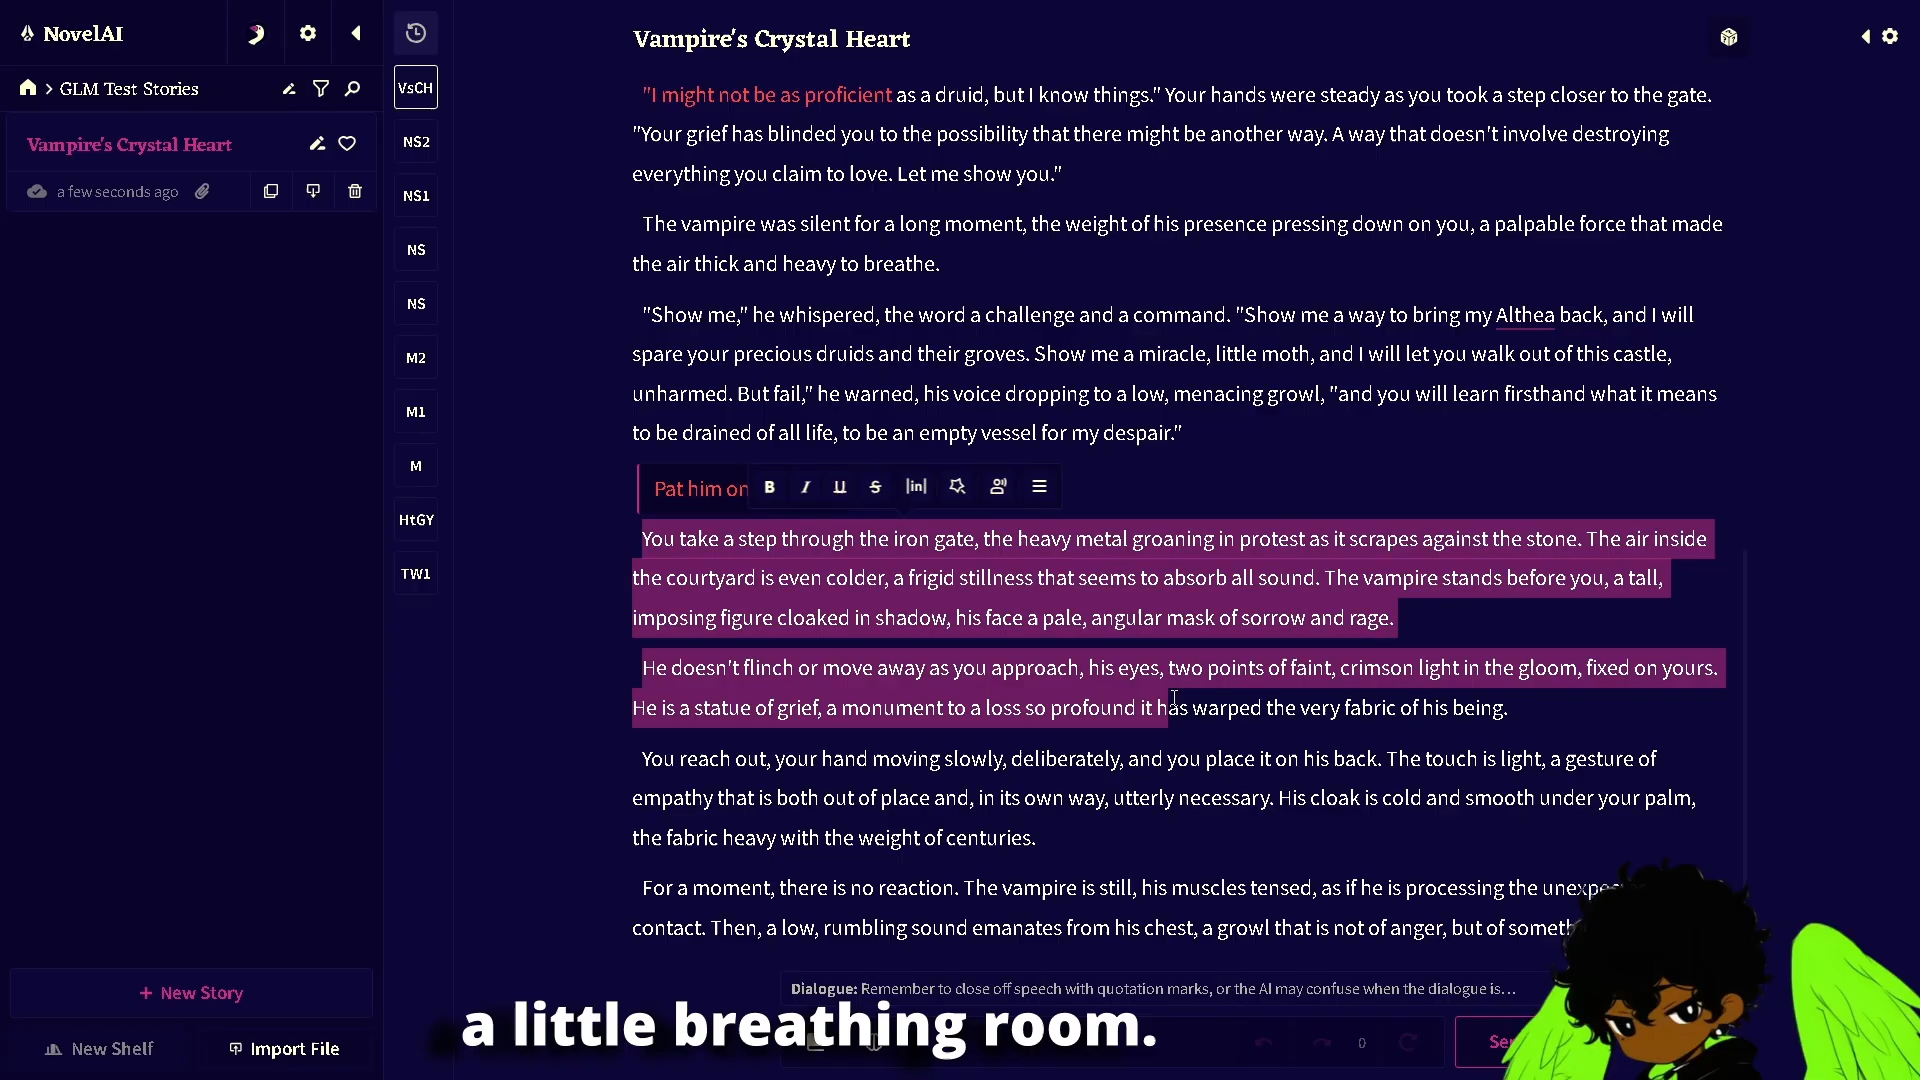 NovelAI
GLM Test Stories
Vampire's Crystal Heart
a few seconds ago
+ New Story
New Shelf
Import File
VsCH
NS2
NS1
NS
NS
M2
M1
M
HtGY
TW1
Vampire's Crystal Heart
"I might not be as proficient as a druid, but I know things." Your hands were steady as you took a step closer to the gate.
"Your grief has blinded you to the possibility that there might be another way. A way that doesn't involve destroying
everything you claim to love. Let me show you."
The vampire was silent for a long moment, the weight of his presence pressing down on you, a palpable force that made
the air thick and heavy to breathe.
"Show me," he whispered, the word a challenge and a command. "Show me a way to bring my Althea back, and I will
spare your precious druids and their groves. Show me a miracle, little moth, and I will let you walk out of this castle,
unharmed. But fail," he warned, his voice dropping to a low, menacing growl, "and you will learn firsthand what it means
to be drained of all life, to be an empty vessel for my despair."
Pat him on
B I U S |in|
You take a step through the iron gate, the heavy metal groaning in protest as it scrapes against the stone. The air inside
the courtyard is even colder, a frigid stillness that seems to absorb all sound. The vampire stands before you, a tall,
imposing figure cloaked in shadow, his face a pale, angular mask of sorrow and rage.
He doesn't flinch or move away as you approach, his eyes, two points of faint, crimson light in the gloom, fixed on yours.
He is a statue of grief, a monument to a loss so profound it has warped the very fabric of his being.
You reach out, your hand moving slowly, deliberately, and you place it on his back. The touch is light, a gesture of
empathy that is both out of place and, in its own way, utterly necessary. His cloak is cold and smooth under your palm,
the fabric heavy with the weight of centuries.
For a moment, there is no reaction. The vampire is still, his muscles tensed, as if he is processing the
contact. Then, a low, rumbling sound emanates from his chest, a growl that is not of anger, but of
Dialogue: Remember to close off speech with quotation marks, or the AI may confuse when the dialogue is...
0
a little breathing room.